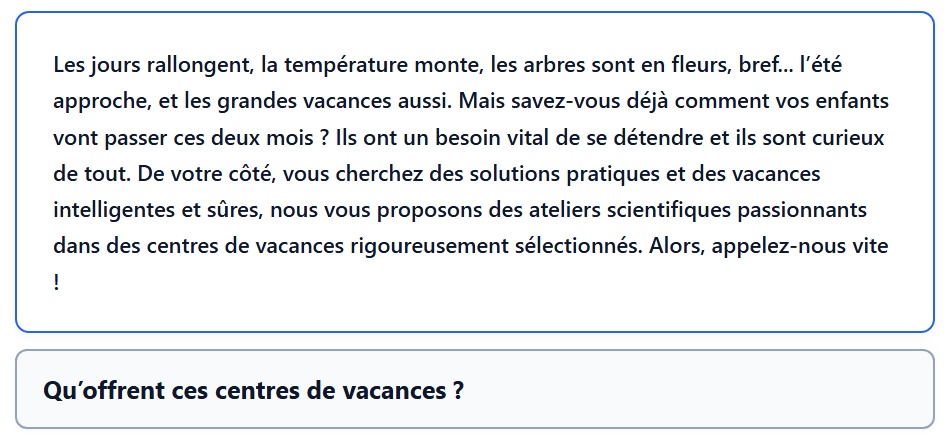 Les jours rallongent, la température monte, les arbres sont en fleurs, bref... l’été
approche, et les grandes vacances aussi. Mais savez-vous déjà comment vos enfants
vont passer ces deux mois ? Ils ont un besoin vital de se détendre et ils sont curieux
de tout. De votre côté, vous cherchez des solutions pratiques et des vacances
intelligentes et sûres, nous vous proposons des ateliers scientifiques passionnants
dans des centres de vacances rigoureusement sélectionnés. Alors, appelez-nous vite
!
Qu’offrent ces centres de vacances ?